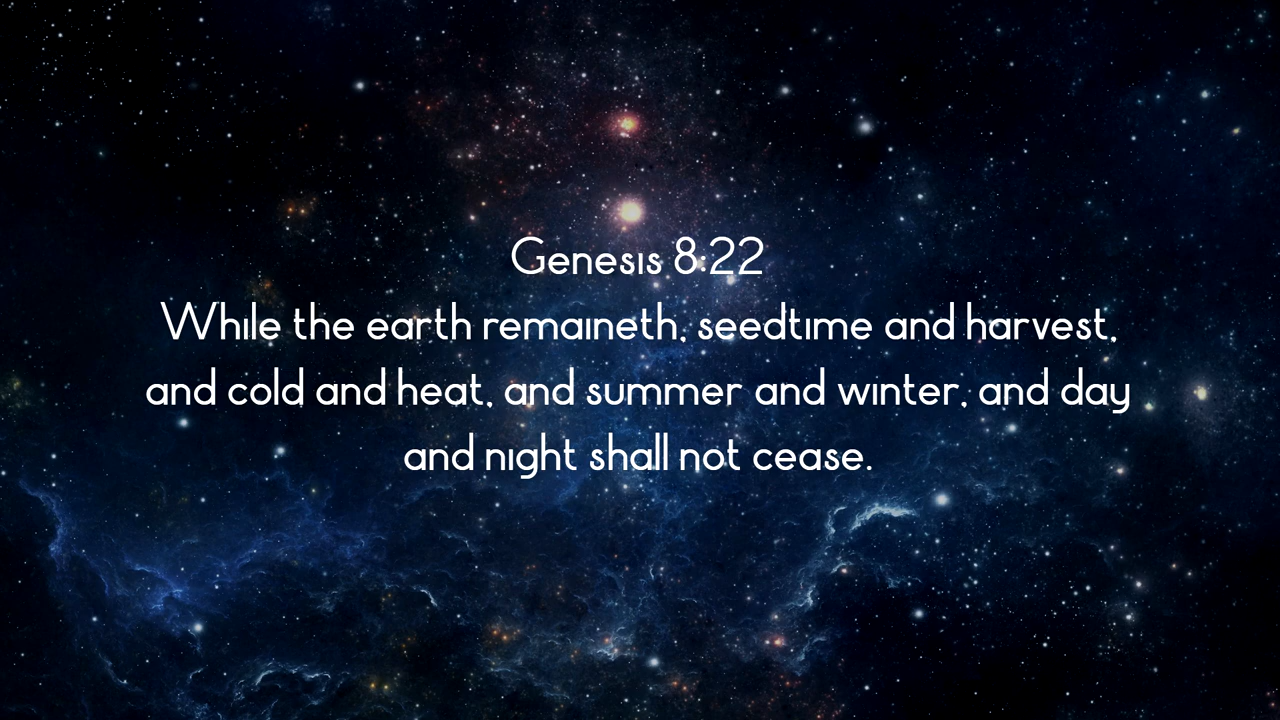 Genesis 8:22
While the earth remaineth, seedtime and harvest,
and cold and heat, and summer and winter, and day
and night shall not cease.